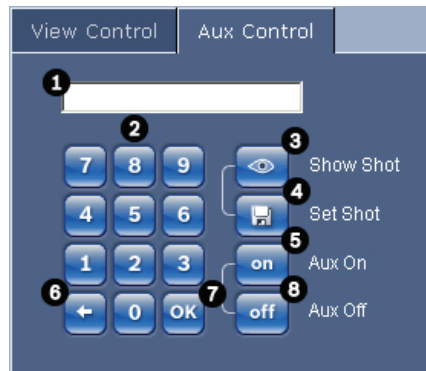 View Control Aux Control
1
2
3
7 8 9 Show Shot
4
4 5 6 Set Shot
5
1 2 3 on Aux On
6 7 8
0 OK off Aux Off